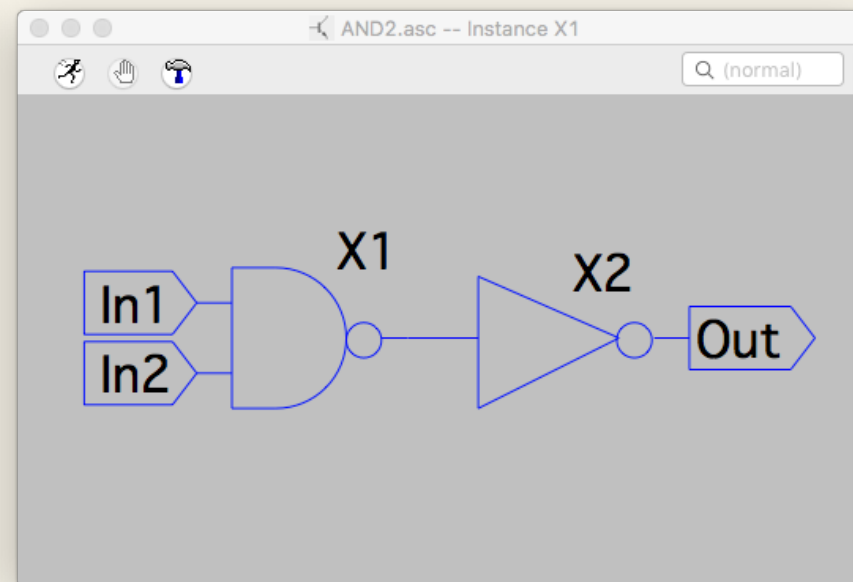 AND2.asc -- Instance X1
(normal)
X1
X2
In1
In2
Out